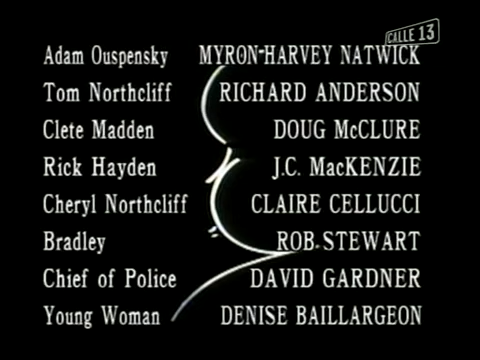 CALLE 13
Adam Ouspensky MYRON HARVEY NATWICK
Tom Northcliff RICHARD ANDERSON
Clete Madden DOUG McCLURE
Rick Hayden J.C. MacKENZIE
Cheryl Northcliff CLAIRE CELLUCCI
Bradley ROB STEWART
Chief of Police DAVID GARDNER
Young Woman DENISE BAILLARGEON